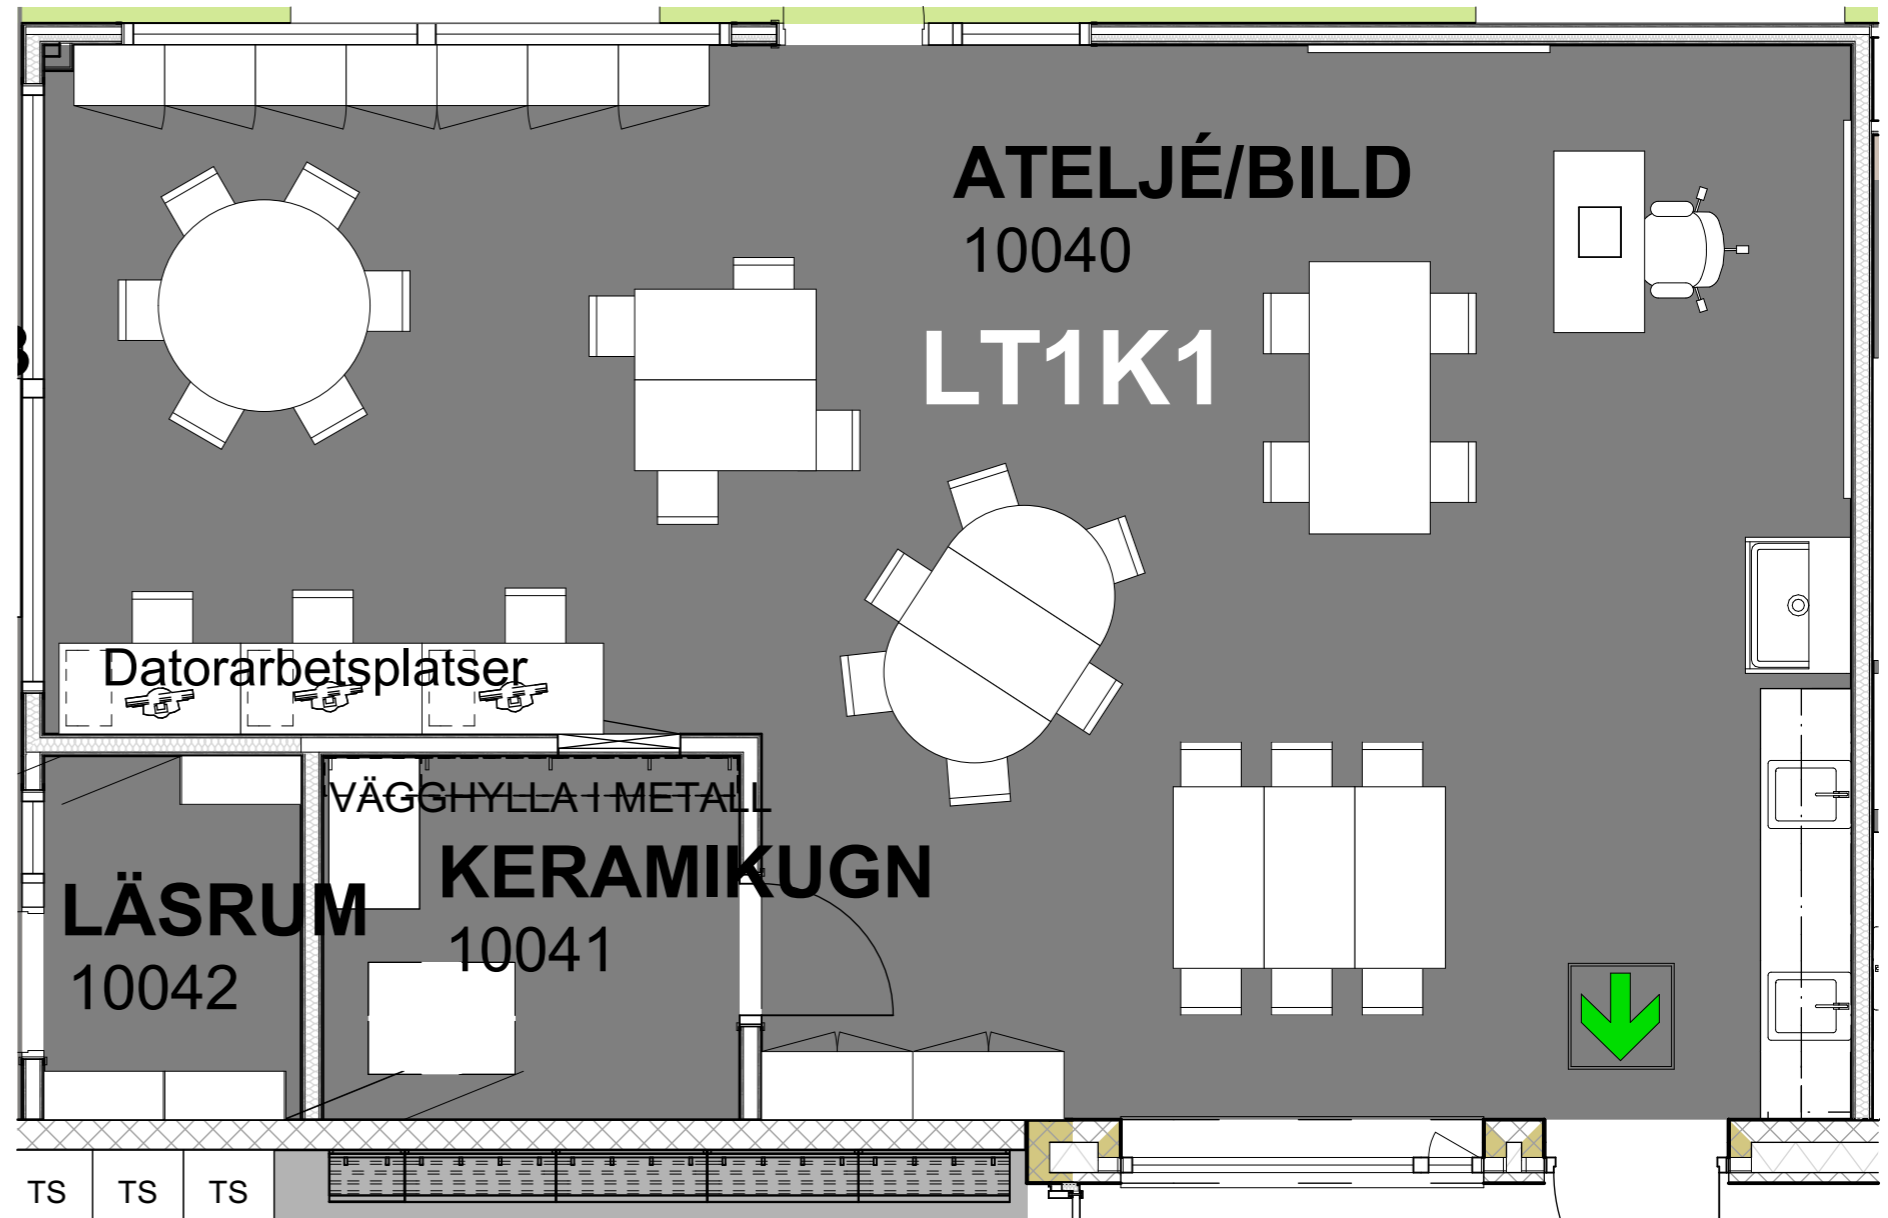 ATELJÉ/BILD
10040
LT1K1
Datorarbetsplatser
VÄGGHYLLA I METALL
KERAMIKUGN
10041
LÄSRUM
10042
TS TS TS